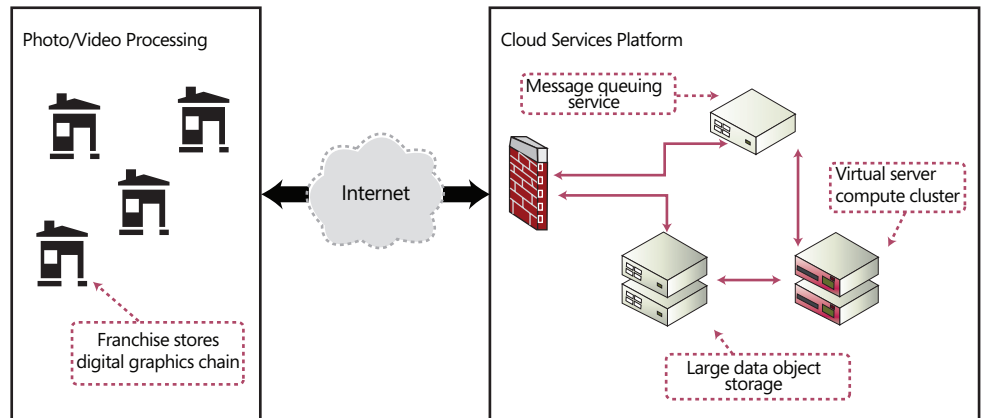 Photo/Video Processing
Franchise stores
digital graphics chain
Internet
Cloud Services Platform
Message queuing
service
Virtual server
compute cluster
Large data object
storage